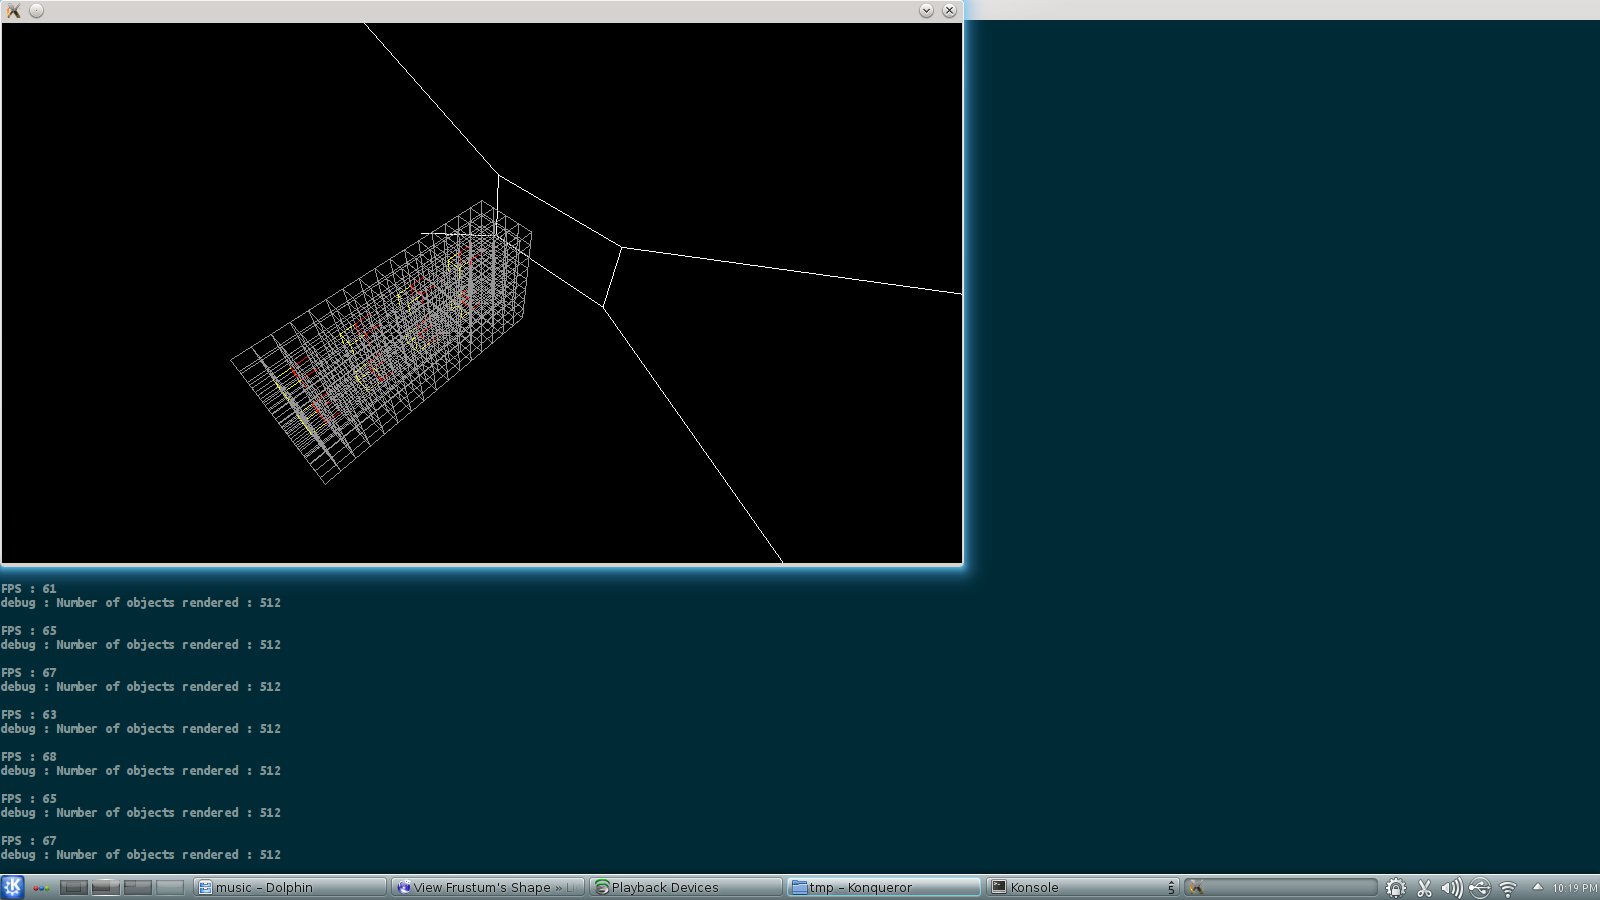 FPS : 61
debug : Number of objects rendered : 512
FPS : 65
debug : Number of objects rendered : 512
FPS : 67
debug : Number of objects rendered : 512
FPS : 63
debug : Number of objects rendered : 512
FPS : 68
debug : Number of objects rendered : 512
FPS : 65
debug : Number of objects rendered : 512
FPS : 67
debug : Number of objects rendered : 512
music – Dolphin View Frustum's Shape » Li Playback Devices tmp – Konqueror Konsole 5 10:19 PM